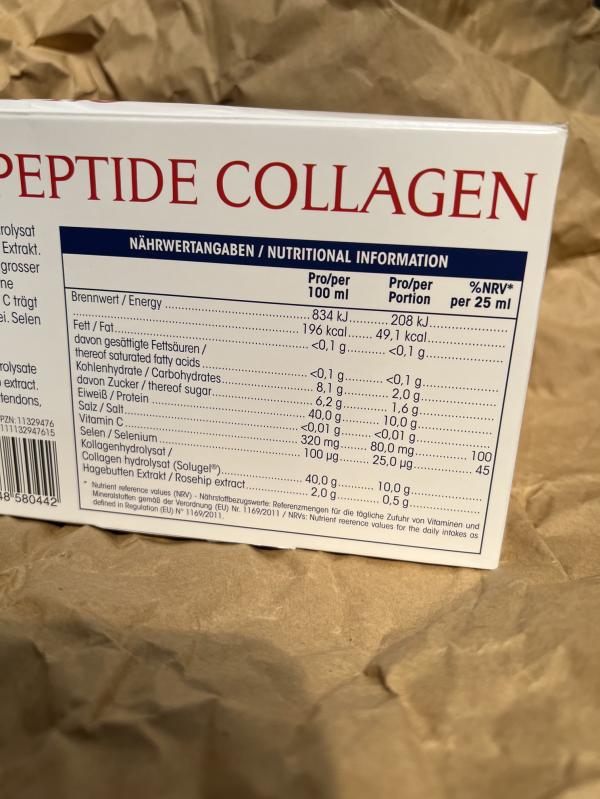 PEPTIDE COLLAGEN
rolysat
Extrakt.
grosser
ne
C trägt
ei. Selen
rolysate
extract.
tendons,
PZN: 11329476
111132947615
48 580442
NÄHRWERTANGABEN / NUTRITIONAL INFORMATION
Pro/per 100 ml Pro/per Portion %NRV* per 25 ml
Brennwert / Energy 834 kJ 208 kJ
196 kcal 49,1 kcal
Fett / Fat <0,1 g <0,1 g
davon gesättigte Fettsäuren /
thereof saturated fatty acids <0,1 g <0,1 g
Kohlenhydrate / Carbohydrates 8,1 g 2,0 g
davon Zucker / thereof sugar 6,2 g 1,6 g
Eiweiß / Protein 40,0 g 10,0 g
Salz / Salt <0,01 g <0,01 g
Vitamin C 320 mg 80,0 mg 100
Selen / Selenium 100 µg 25,0 µg 45
Kollagenhydrolysat /
Collagen hydrolysat (Solugel®) 40,0 g 10,0 g
Hagebutten Extrakt / Rosehip extract 2,0 g 0,5 g
* Nutrient reference values (NRV) - Nährstoffbezugswerte: Referenzmengen für die tägliche Zufuhr von Vitaminen und
Mineralstoffen gemäß der Verordnung (EU) Nr. 1169/2011 / NRVs: Nutrient reerence values for the daily intakes as
defined in Regulation (EU) N° 1169/2011.